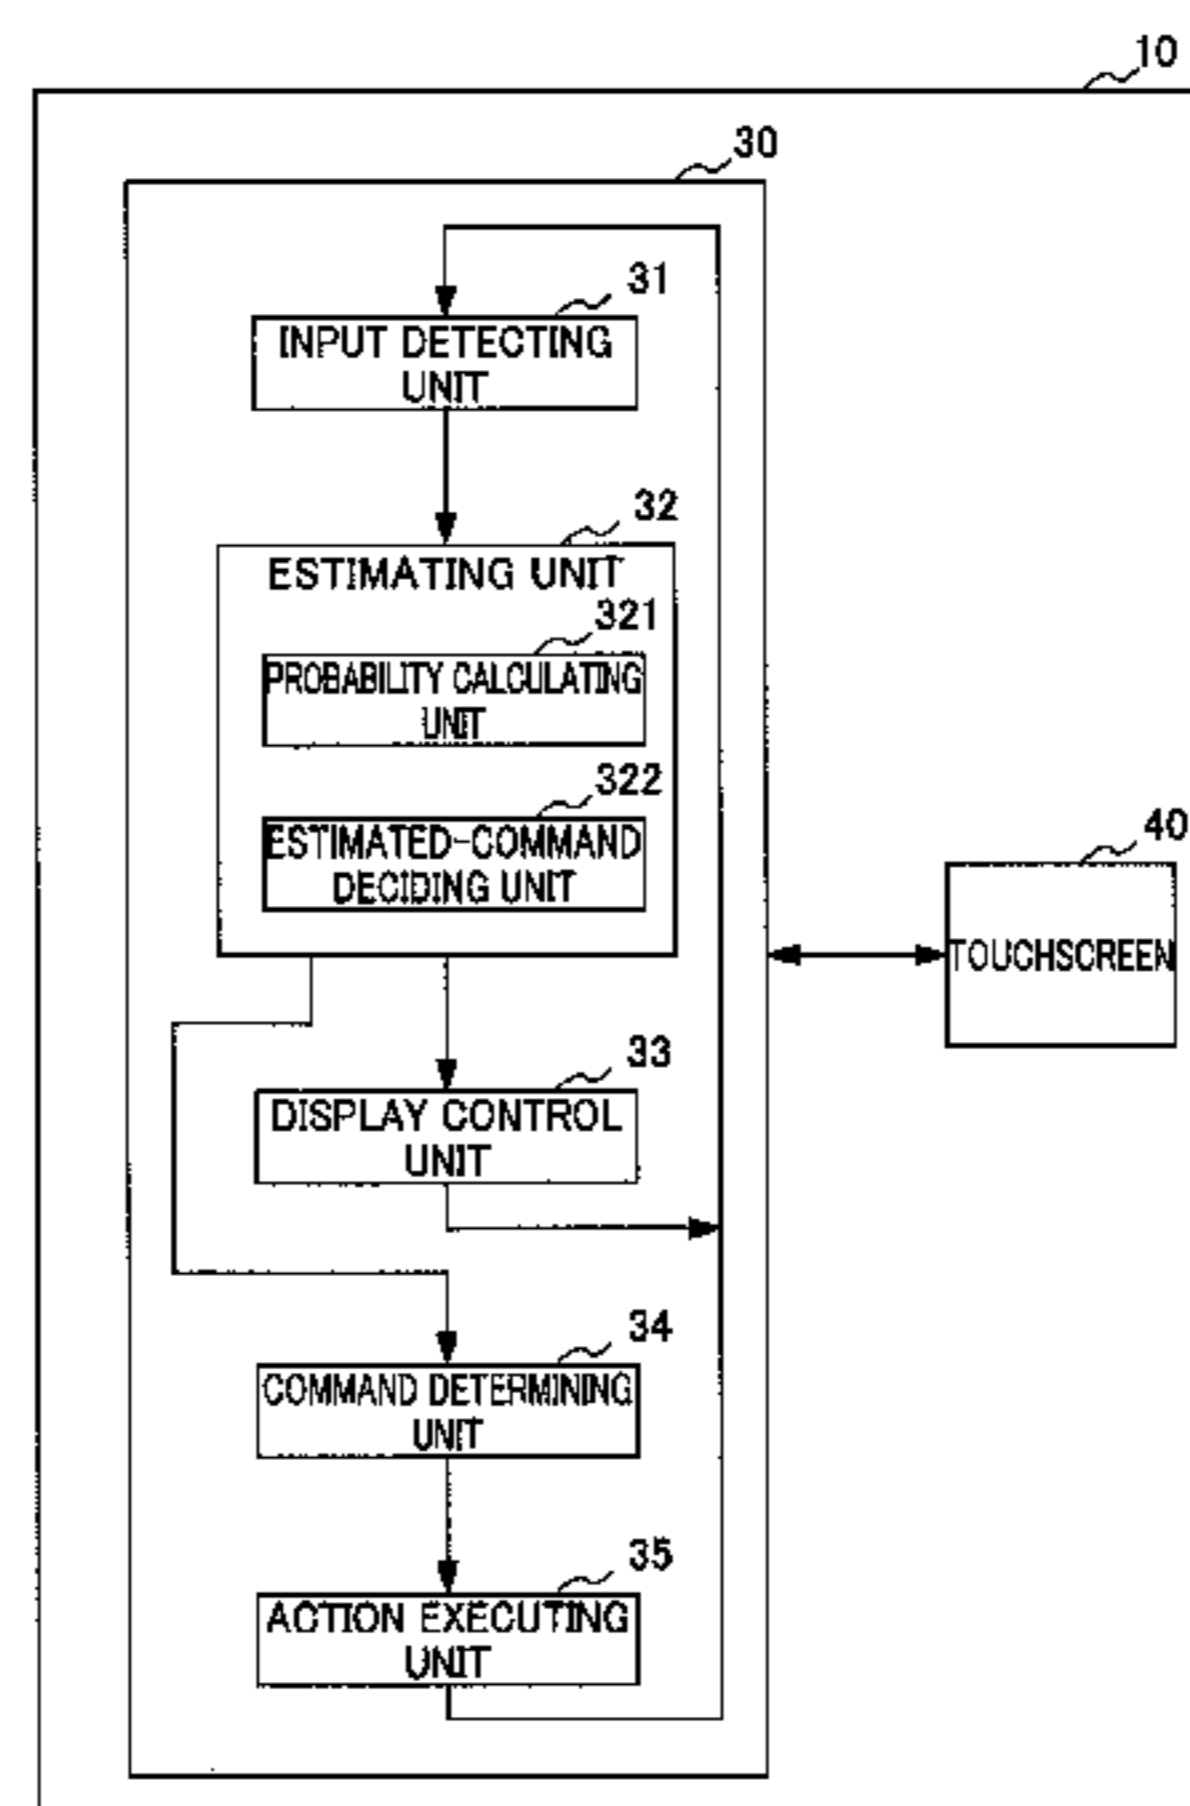 10
30
31
INPUT DETECTING
UNIT
32
ESTIMATING UNIT
321
PROBABILITY CALCULATING
UNIT
322
ESTIMATED-COMMAND
DECIDING UNIT
40
TOUCHSCREEN
33
DISPLAY CONTROL
UNIT
34
COMMAND DETERMINING
UNIT
35
ACTION EXECUTING
UNIT